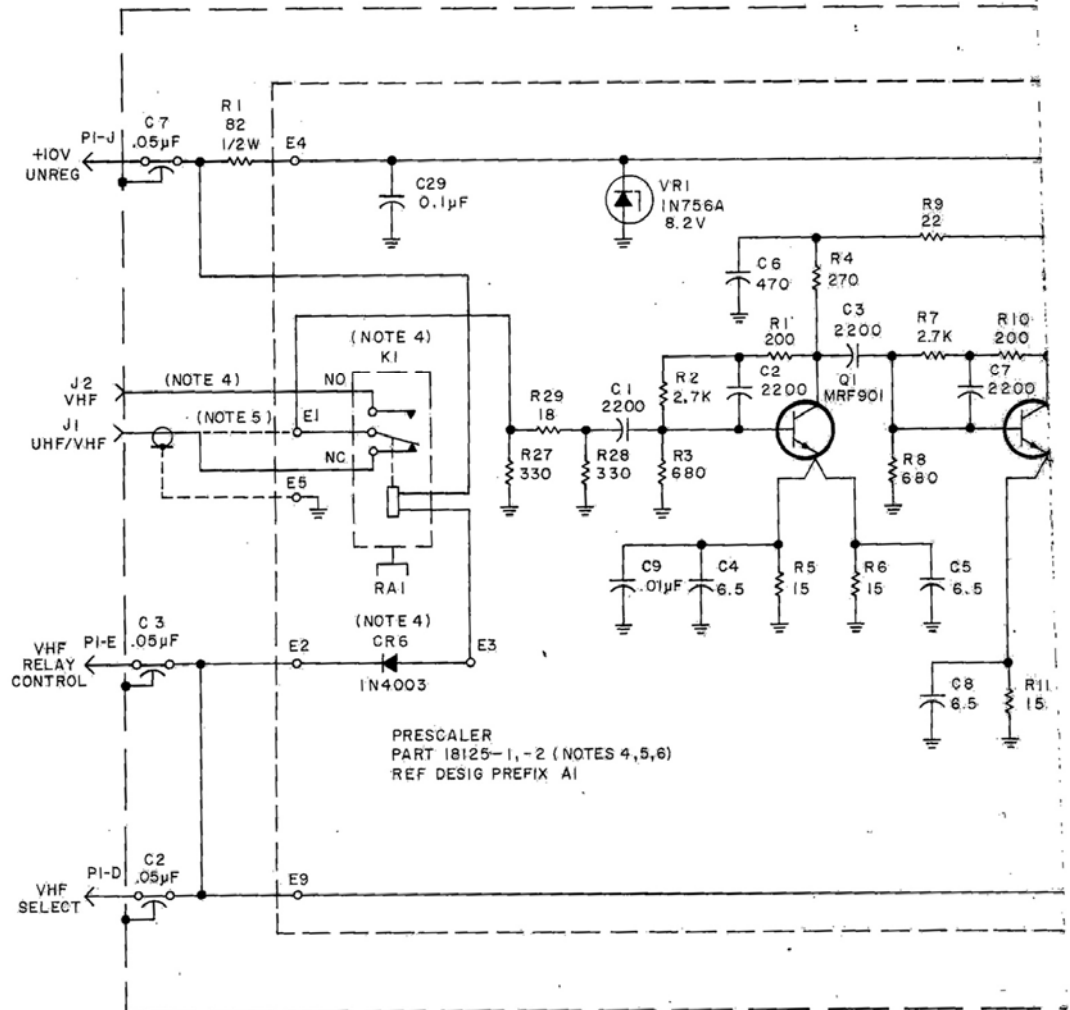 C7
.05µF
P1-J
+10V
UNREG
R1
82
1/2W
E4
C29
0.1µF
VR1
1N756A
8.2V
R9
22
C6
470
R4
270
C3
2200
R1
200
R7
2.7K
R10
200
(NOTE 4)
K1
J2
VHF
(NOTE 4)
NO
J1
UHF/VHF
(NOTE 5)
E1
NC
E5
R29
18
C1
2200
R2
2.7K
C2
2200
Q1
MRF901
C7
2200
R27
330
R28
330
R3
680
R8
680
RA1
C9
.01µF
C4
6.5
R5
15
R6
15
C5
6.5
(NOTE 4)
CR6
1N4003
E3
C3
.05µF
P1-E
VHF
RELAY
CONTROL
E2
C8
6.5
R11
15
PRESCALER
PART 18125-1,-2 (NOTES 4,5,6)
REF DESIG PREFIX A1
C2
.05µF
P1-D
VHF
SELECT
E9